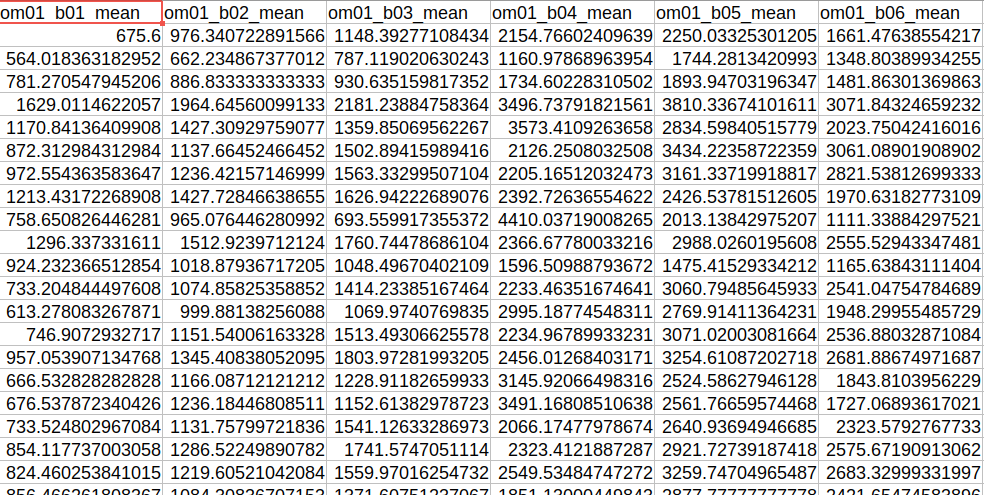 om01_b01_mean om01_b02_mean om01_b03_mean om01_b04_mean om01_b05_mean om01_b06_mean
675.6 976.340722891566 1148.39277108434 2154.76602409639 2250.03325301205 1661.47638554217
564.018363182952 662.234867377012 787.119020630243 1160.97868963954 1744.2813420993 1348.80389934255
781.270547945206 886.833333333333 930.635159817352 1734.60228310502 1893.94703196347 1481.86301369863
1629.0114622057 1964.64560099133 2181.23884758364 3496.73791821561 3810.33674101611 3071.84324659232
1170.84136409908 1427.30929759077 1359.85069562267 3573.4109263658 2834.59840515779 2023.75042416016
872.312984312984 1137.66452466452 1502.89415989416 2126.2508032508 3434.22358722359 3061.08901908902
972.554363583647 1236.42157146999 1563.33299507104 2205.16512032473 3161.33719918817 2821.53812699333
1213.43172268908 1427.72846638655 1626.94222689076 2392.72636554622 2426.53781512605 1970.63182773109
758.650826446281 965.076446280992 693.559917355372 4410.03719008265 2013.13842975207 1111.33884297521
1296.337331611 1512.9239712124 1760.74478686104 2366.67780033216 2988.0260195608 2555.52943347481
924.232366512854 1018.87936717205 1048.49670402109 1596.50988793672 1475.41529334212 1165.63843111404
733.204844497608 1074.85825358852 1414.23385167464 2233.46351674641 3060.79485645933 2541.04754784689
613.278083267871 999.88138256088 1069.9740769835 2995.18774548311 2769.91411364231 1948.29955485729
746.9072932717 1151.54006163328 1513.49306625578 2234.96789933231 3071.02003081664 2536.88032871084
957.053907134768 1345.40838052095 1803.97281993205 2456.01268403171 3254.61087202718 2681.88674971687
666.532828282828 1166.08712121212 1228.91182659933 3145.92066498316 2524.58627946128 1843.8103956229
676.537872340426 1236.18446808511 1152.61382978723 3491.16808510638 2561.76659574468 1727.06893617021
733.524802967084 1131.75799721836 1541.12633286973 2066.17477978674 2640.93694946685 2323.5792767733
854.117737003058 1286.52249890782 1741.5747051114 2323.4121887287 2921.72739187418 2575.67190913062
824.460253841015 1219.60521042084 1559.97016254732 2549.53484747272 3259.74704965487 2683.32999331997